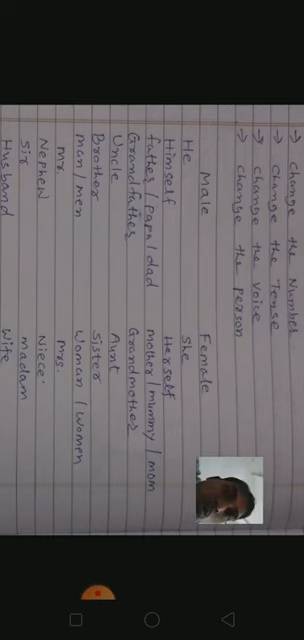 → change the Number
→ change the Tense
→ change the voice
→ change the person
Male Female
He She
Himself Herself
father / papa / dad mother / mummy / mom
Grandfather Grandmother
Uncle Aunt
Brother Sister
man / men Woman / Women
mr. mrs.
Nephew Niece.
Sir madam
Husband Wife